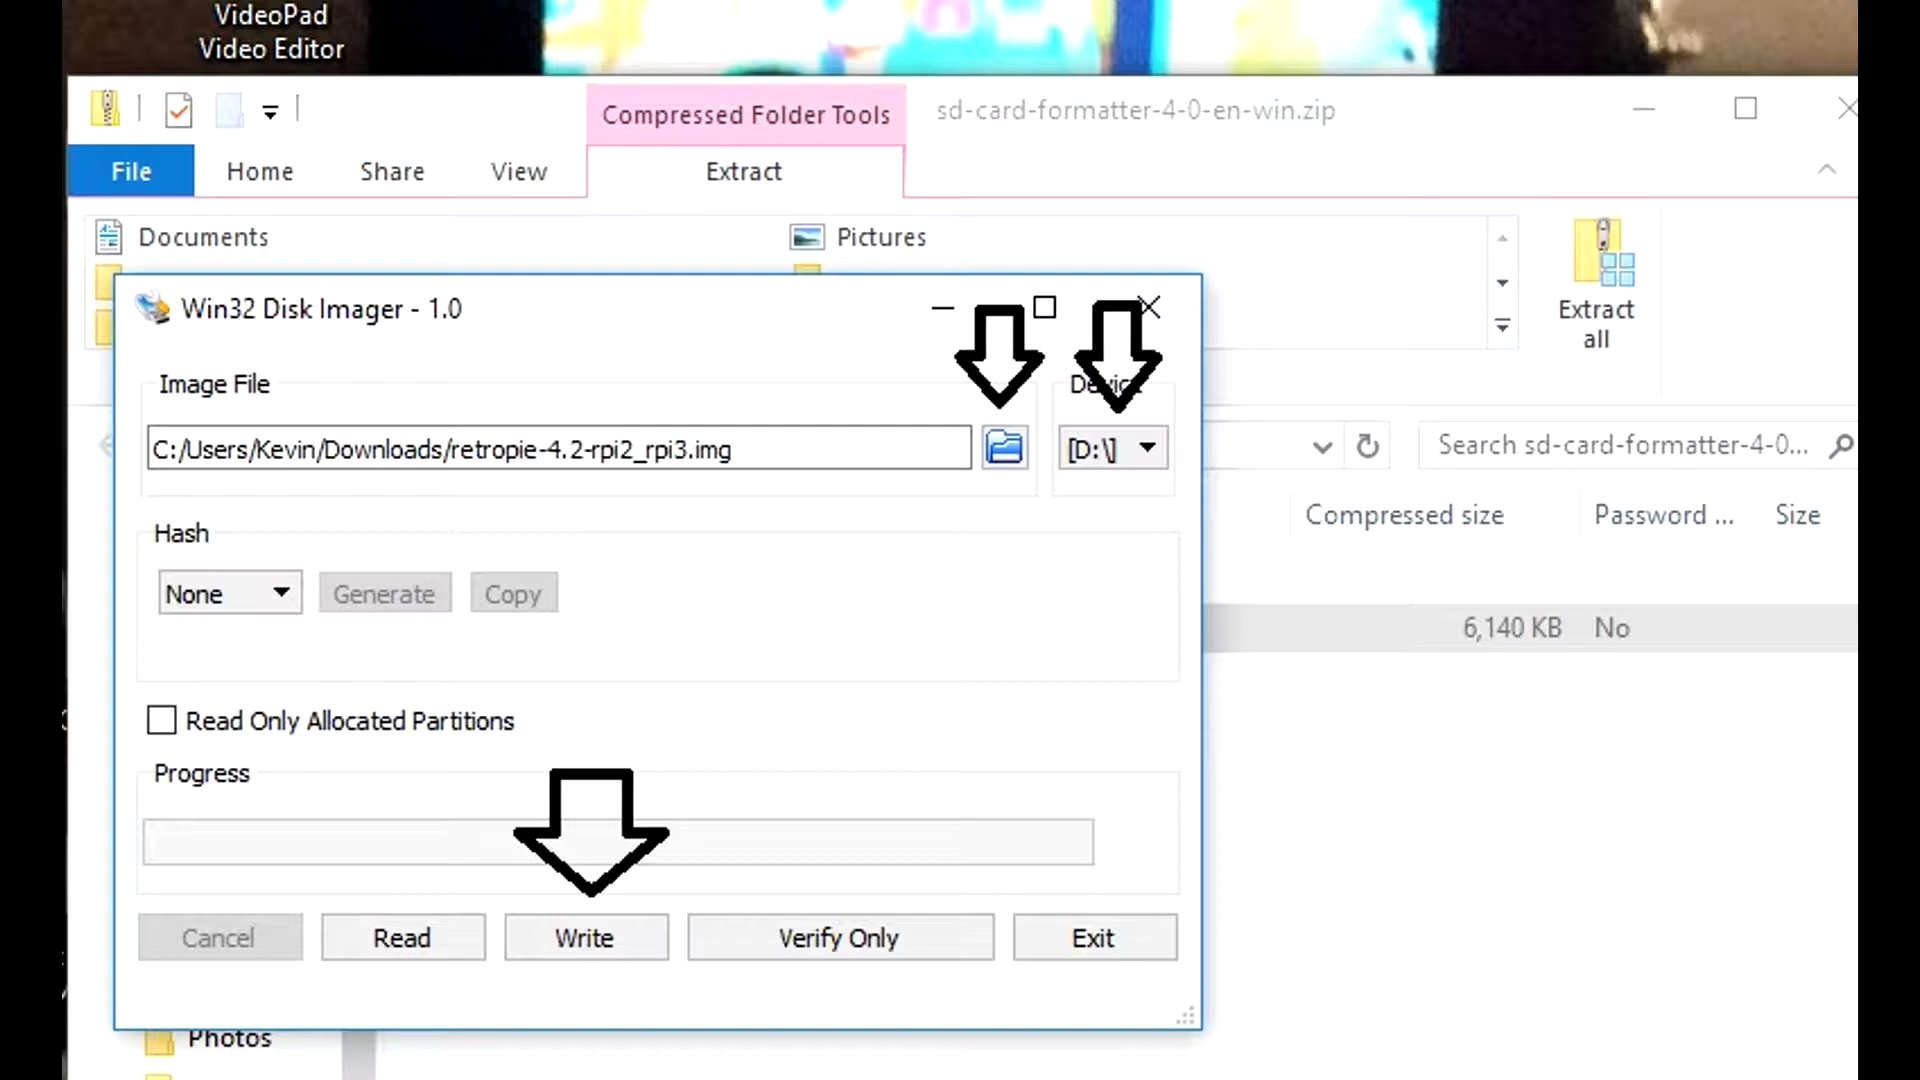 VideoPad
Video Editor
Compressed Folder Tools
sd-card-formatter-4-0-en-win.zip
File
Home
Share
View
Extract
Documents
Pictures
Extract
all
Win32 Disk Imager - 1.0
Image File
Device
C:/Users/Kevin/Downloads/retropie-4.2-rpi2_rpi3.img
[D:\]
Search sd-card-formatter-4-0...
Compressed size
Password ...
Size
Hash
None
Generate
Copy
6,140 KB
No
Read Only Allocated Partitions
Progress
Cancel
Read
Write
Verify Only
Exit
Photos